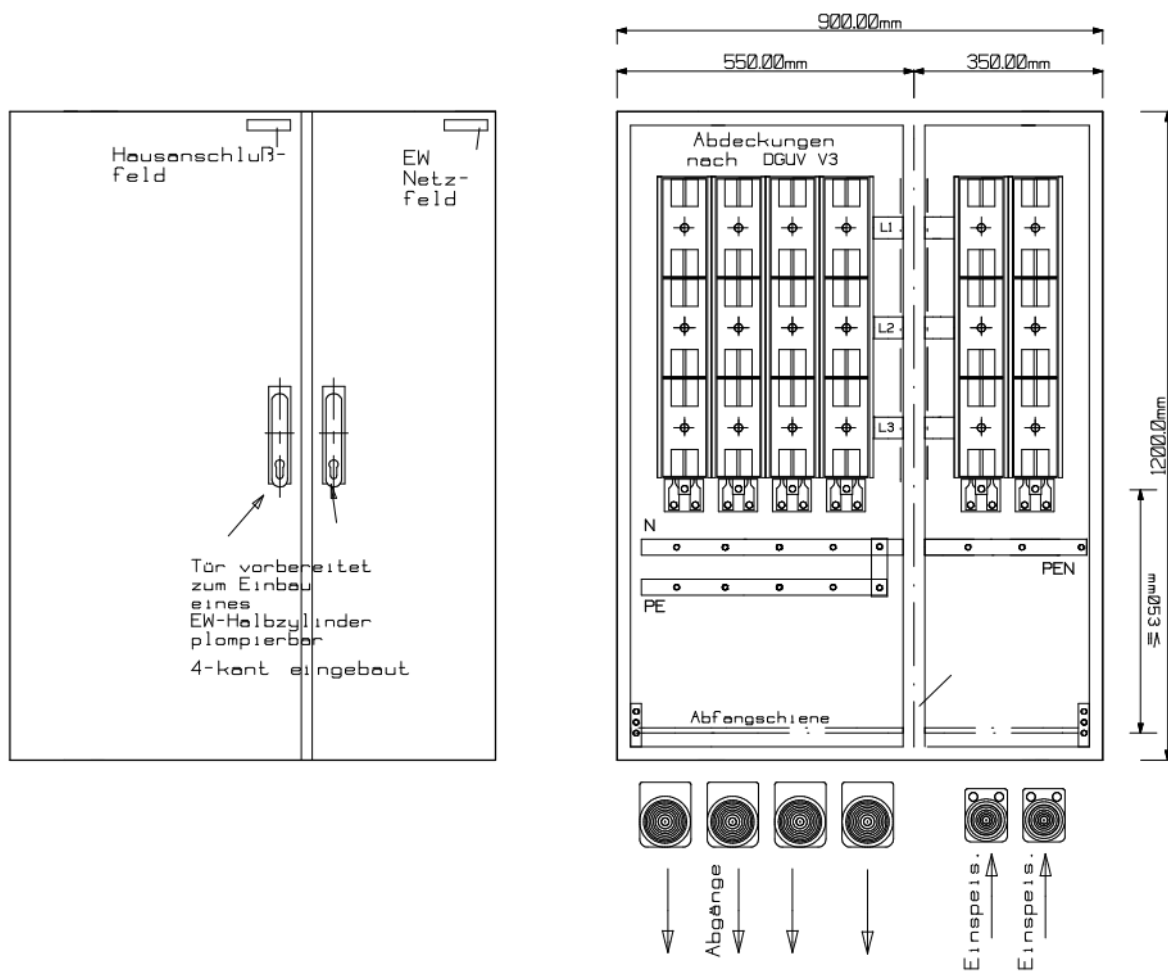 Hausanschluß-
feld
EW
Netz-
feld
Tür vorbereitet
zum Einbau
eines
EW-Halbzylinder
plompierbar
4-kant eingebaut
900.00mm
550.00mm
350.00mm
Abdeckungen
nach DGUV V3
L1
L2
L3
1200.0mm
N
PE
PEN
≤ 350mm
Abfangschiene
Abgänge
Einspeis.
Einspeis.